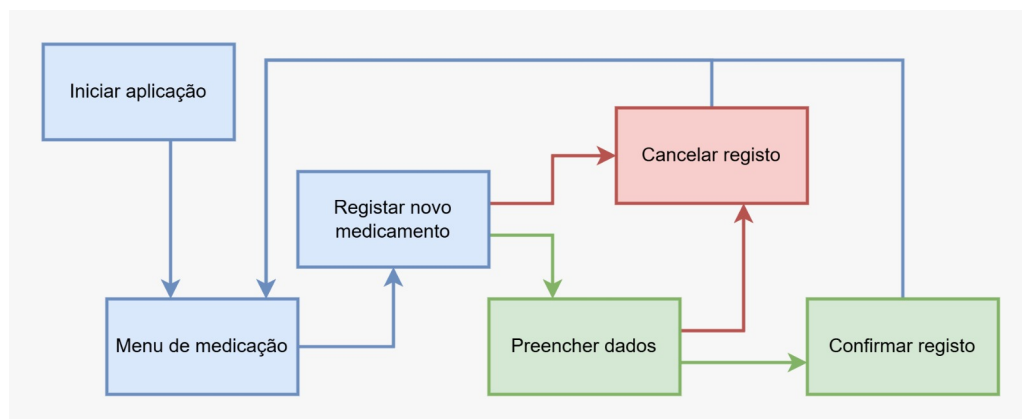 Iniciar aplicação
Cancelar registo
Registar novo
medicamento
Menu de medicação
Preencher dados
Confirmar registo